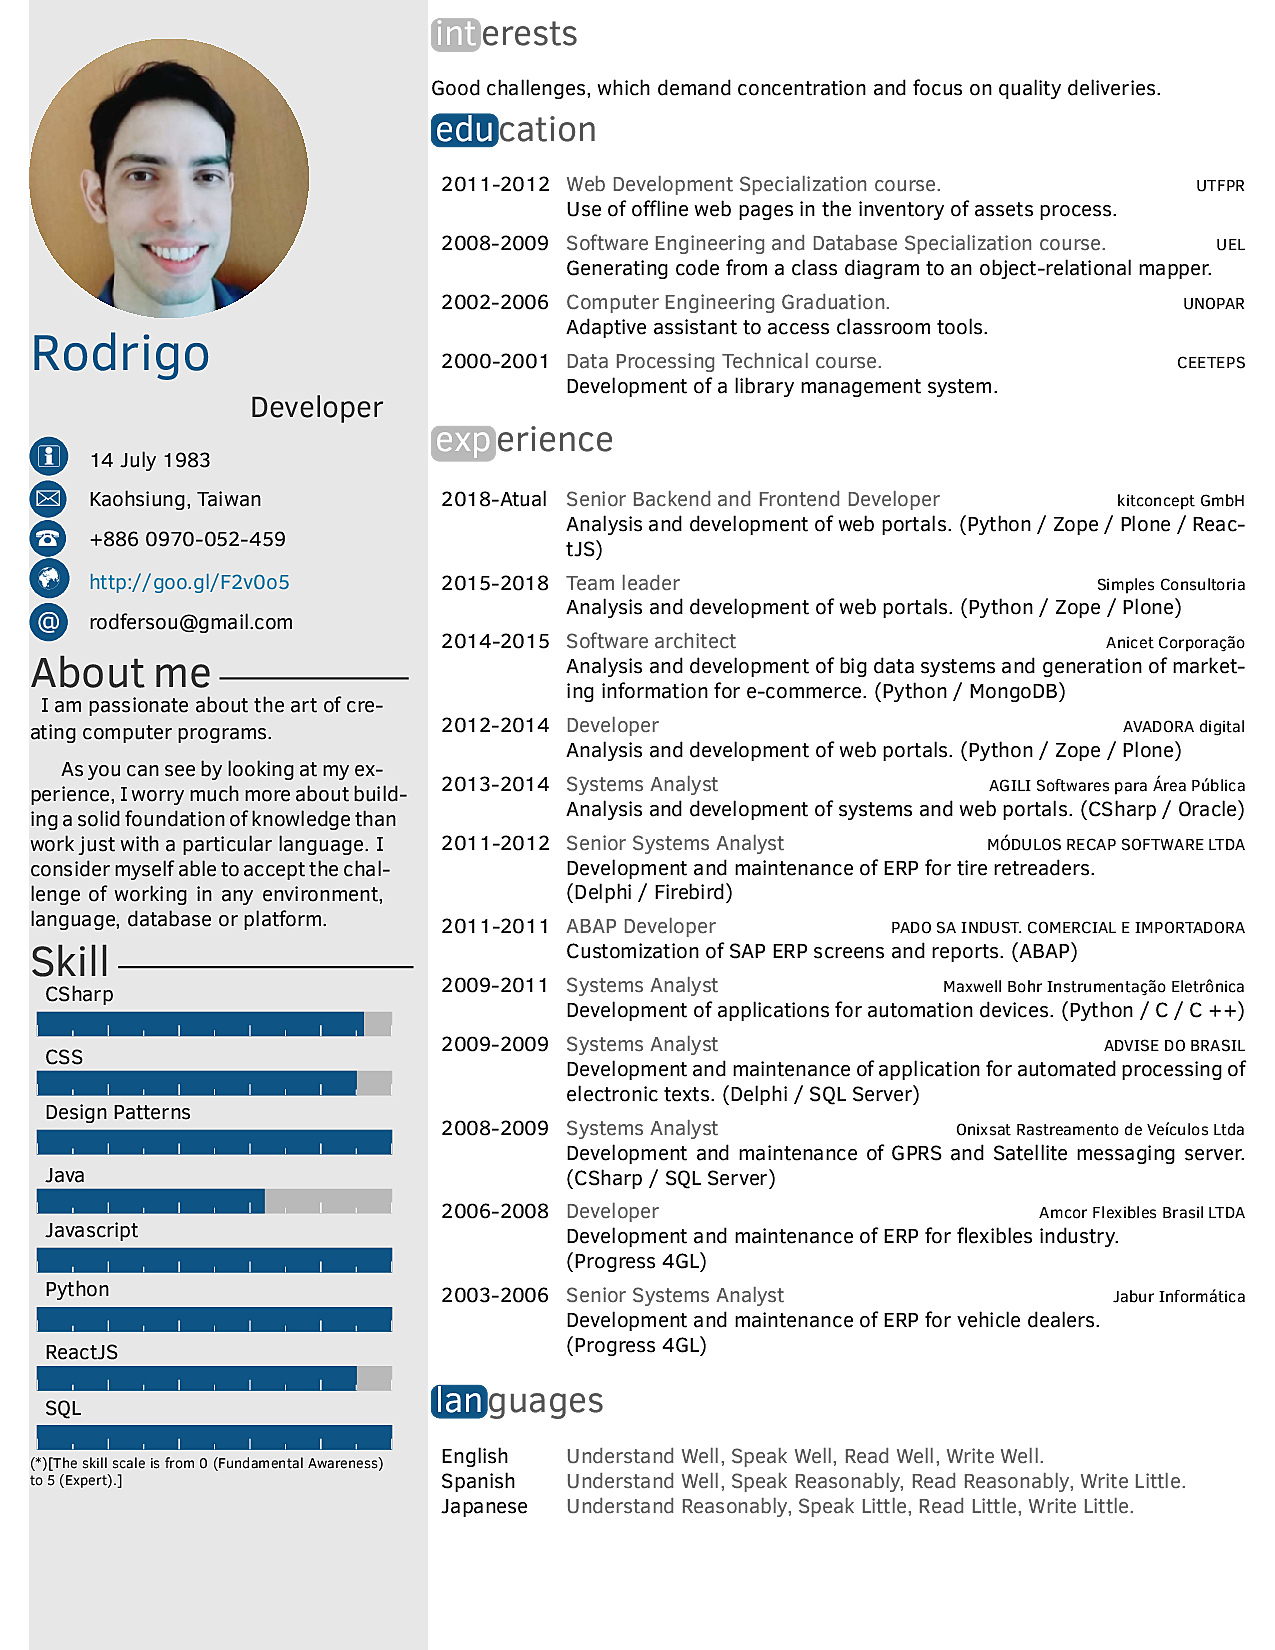 Rodrigo
Developer
14 July 1983
Kaohsiung, Taiwan
+886 0970-052-459
http://goo.gl/F2v0o5
@ rodfersou@gmail.com
About me
I am passionate about the art of cre-
ating computer programs.
As you can see by looking at my ex-
perience, I worry much more about build-
ing a solid foundation of knowledge than
work just with a particular language. I
consider myself able to accept the chal-
lenge of working in any environment,
language, database or platform.
Skill
CSharp
CSS
Design Patterns
Java
Javascript
Python
ReactJS
SQL
(*)[The skill scale is from 0 (Fundamental Awareness)
to 5 (Expert).]
interests
Good challenges, which demand concentration and focus on quality deliveries.
education
2011-2012 Web Development Specialization course. UTFPR
Use of offline web pages in the inventory of assets process.
2008-2009 Software Engineering and Database Specialization course. UEL
Generating code from a class diagram to an object-relational mapper.
2002-2006 Computer Engineering Graduation. UNOPAR
Adaptive assistant to access classroom tools.
2000-2001 Data Processing Technical course. CEETEPS
Development of a library management system.
experience
2018-Atual Senior Backend and Frontend Developer kitconcept GmbH
Analysis and development of web portals. (Python / Zope / Plone / Reac-
tJS)
2015-2018 Team leader Simples Consultoria
Analysis and development of web portals. (Python / Zope / Plone)
2014-2015 Software architect Anicet Corporação
Analysis and development of big data systems and generation of market-
ing information for e-commerce. (Python / MongoDB)
2012-2014 Developer AVADORA digital
Analysis and development of web portals. (Python / Zope / Plone)
2013-2014 Systems Analyst AGILI Softwares para Área Pública
Analysis and development of systems and web portals. (CSharp / Oracle)
2011-2012 Senior Systems Analyst MÓDULOS RECAP SOFTWARE LTDA
Development and maintenance of ERP for tire retreaders.
(Delphi / Firebird)
2011-2011 ABAP Developer PADO SA INDUST. COMERCIAL E IMPORTADORA
Customization of SAP ERP screens and reports. (ABAP)
2009-2011 Systems Analyst Maxwell Bohr Instrumentação Eletrônica
Development of applications for automation devices. (Python / C / C ++)
2009-2009 Systems Analyst ADVISE DO BRASIL
Development and maintenance of application for automated processing of
electronic texts. (Delphi / SQL Server)
2008-2009 Systems Analyst Onixsat Rastreamento de Veículos Ltda
Development and maintenance of GPRS and Satellite messaging server.
(CSharp / SQL Server)
2006-2008 Developer Amcor Flexibles Brasil LTDA
Development and maintenance of ERP for flexibles industry.
(Progress 4GL)
2003-2006 Senior Systems Analyst Jabur Informática
Development and maintenance of ERP for vehicle dealers.
(Progress 4GL)
languages
English Understand Well, Speak Well, Read Well, Write Well.
Spanish Understand Well, Speak Reasonably, Read Reasonably, Write Little.
Japanese Understand Reasonably, Speak Little, Read Little, Write Little.